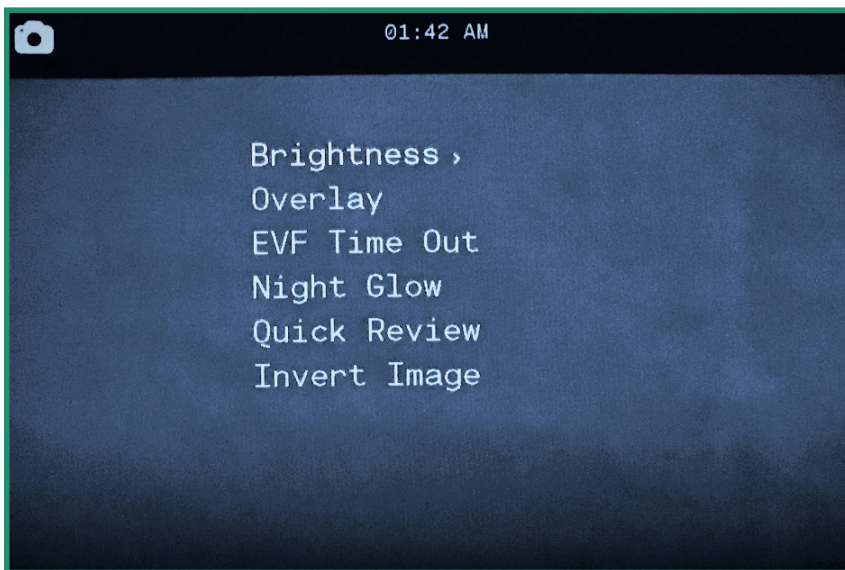 01:42 AM
Brightness ›
Overlay
EVF Time Out
Night Glow
Quick Review
Invert Image